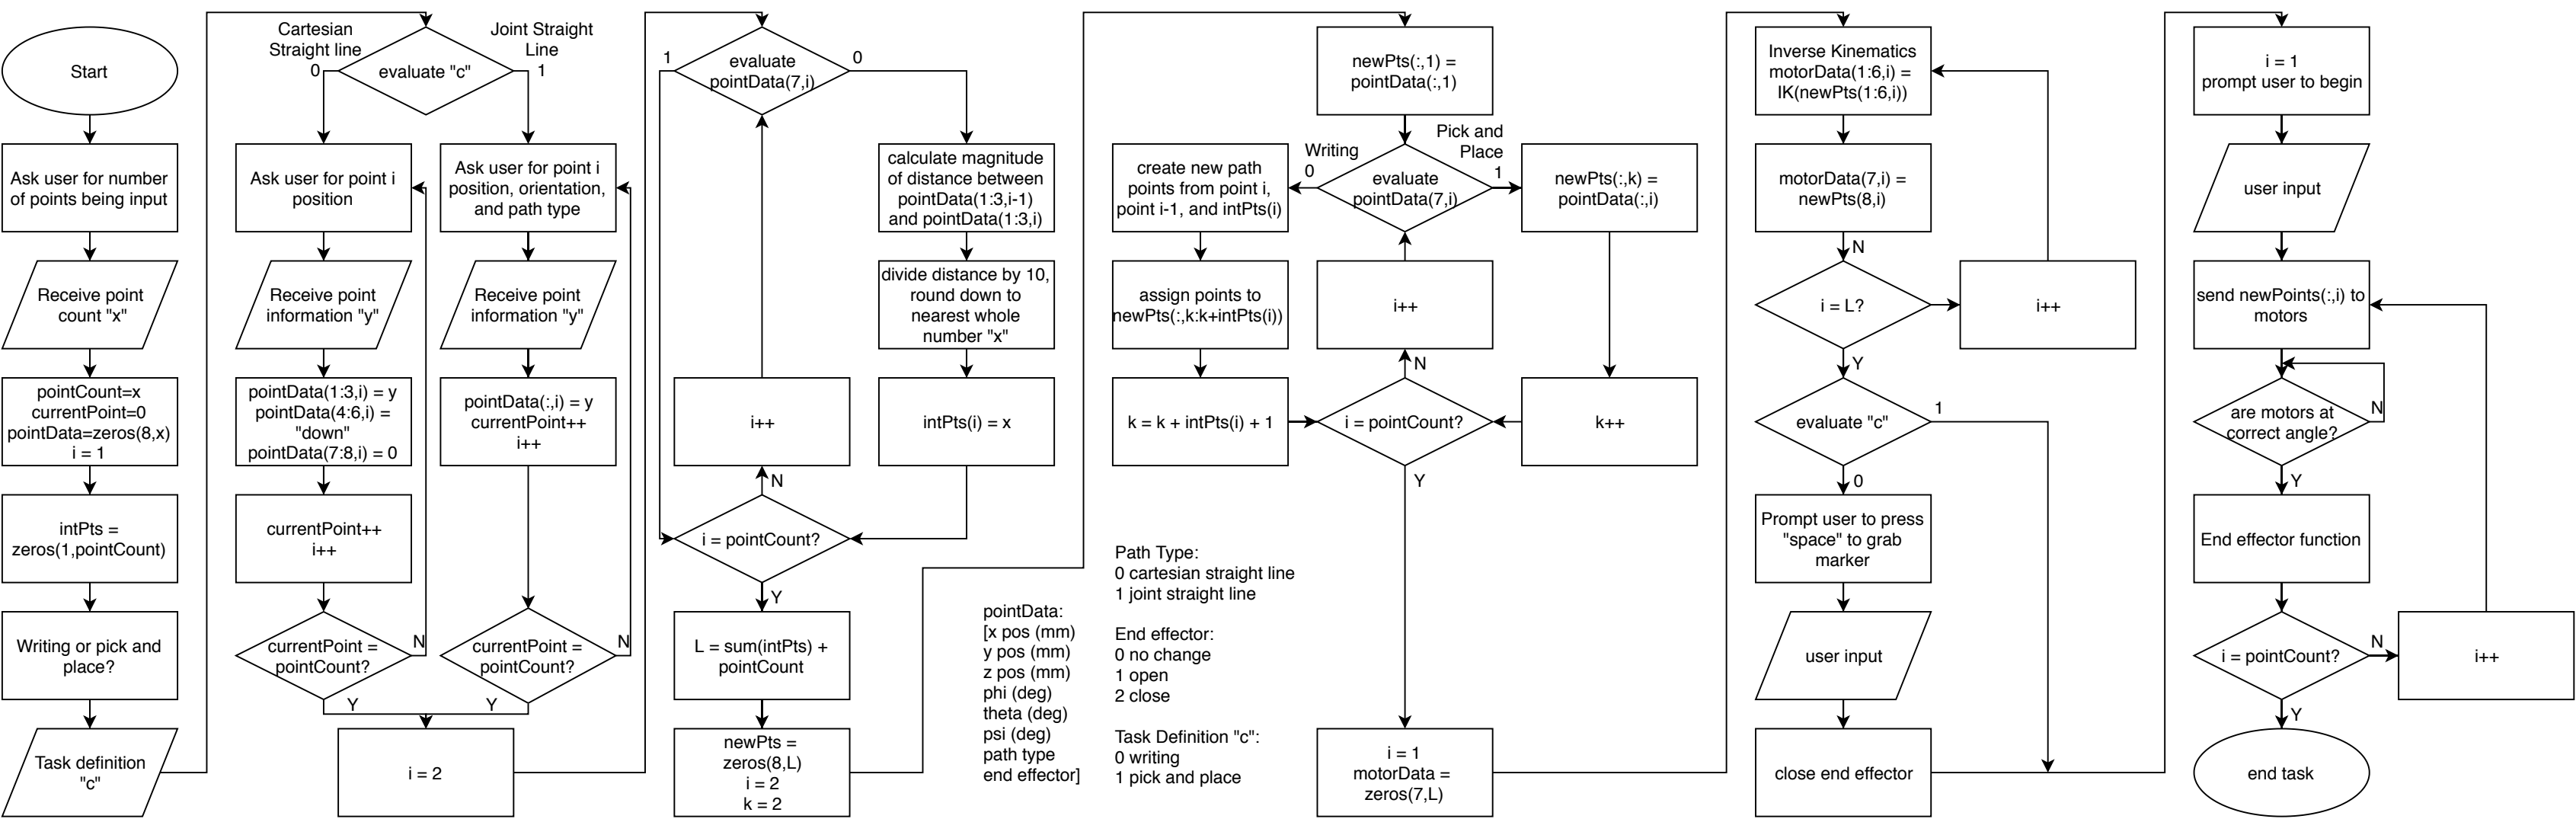 Start
Ask user for number
of points being input
Receive point
count "x"
pointCount=x
currentPoint=0
pointData=zeros(8,x)
i = 1
intPts =
zeros(1,pointCount)
Writing or pick and
place?
Task definition
"c"
Cartesian
Straight line
0
evaluate "c"
Joint Straight
Line
1
Ask user for point i
position
Receive point
information "y"
pointData(1:3,i) = y
pointData(4:6,i) =
"down"
pointData(7:8,i) = 0
currentPoint++
i++
currentPoint =
pointCount?
N
Y
Ask user for point i
position, orientation,
and path type
Receive point
information "y"
pointData(:,i) = y
currentPoint++
i++
currentPoint =
pointCount?
N
Y
i = 2
1
evaluate
pointData(7,i)
0
calculate magnitude
of distance between
pointData(1:3,i-1)
and pointData(1:3,i)
divide distance by 10,
round down to
nearest whole
number "x"
intPts(i) = x
i++
N
i = pointCount?
Y
L = sum(intPts) +
pointCount
newPts =
zeros(8,L)
i = 2
k = 2
pointData:
[x pos (mm)
y pos (mm)
z pos (mm)
phi (deg)
theta (deg)
psi (deg)
path type
end effector]
Path Type:
0 cartesian straight line
1 joint straight line
End effector:
0 no change
1 open
2 close
Task Definition "c":
0 writing
1 pick and place
newPts(:,1) =
pointData(:,1)
Writing
0
evaluate
pointData(7,i)
Pick and
Place
1
create new path
points from point i,
point i-1, and intPts(i)
assign points to
newPts(:,k:k+intPts(i))
k = k + intPts(i) + 1
newPts(:,k) =
pointData(:,i)
k++
i++
N
i = pointCount?
Y
i = 1
motorData =
zeros(7,L)
Inverse Kinematics
motorData(1:6,i) =
IK(newPts(1:6,i))
motorData(7,i) =
newPts(8,i)
N
i = L?
i++
Y
evaluate "c"
1
0
Prompt user to press
"space" to grab
marker
user input
close end effector
i = 1
prompt user to begin
user input
send newPoints(:,i) to
motors
are motors at
correct angle?
N
Y
End effector function
i = pointCount?
N
i++
Y
end task